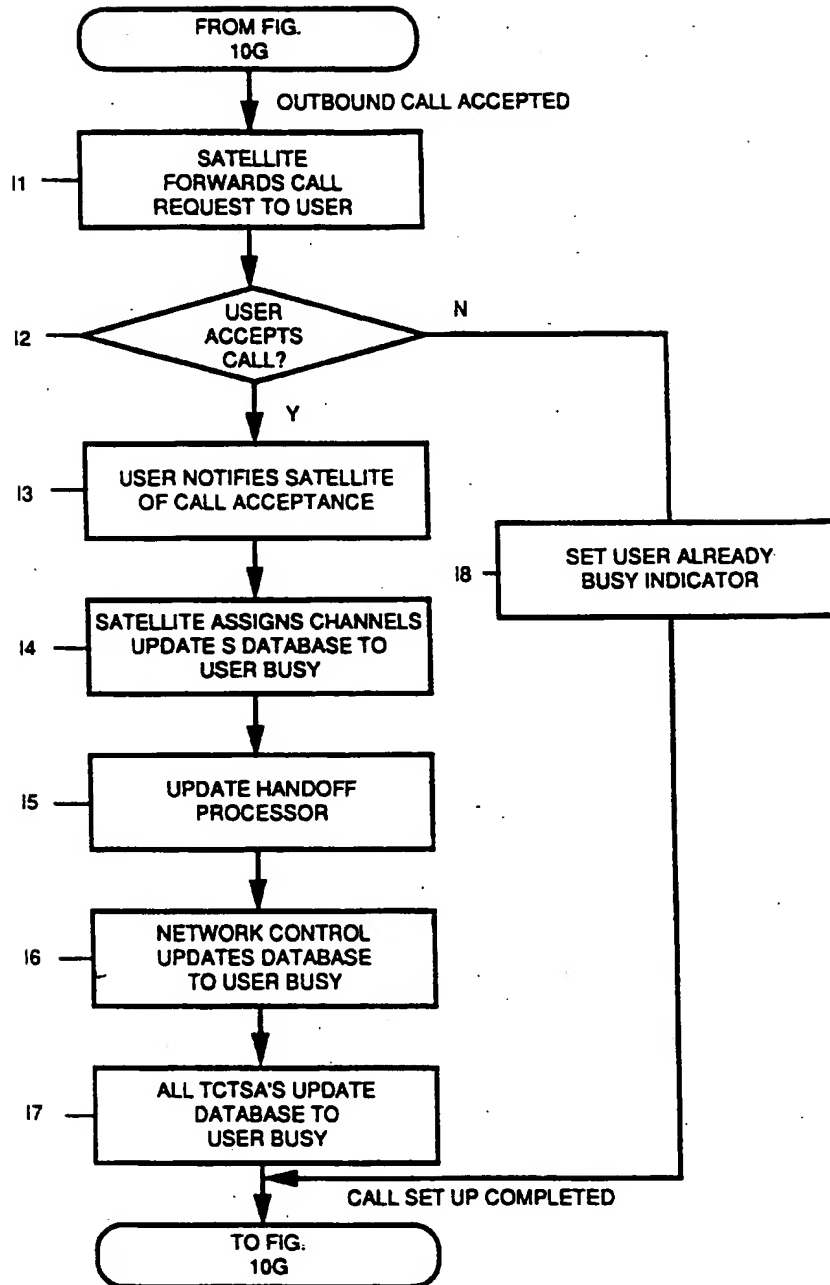 FROM FIG.
10G
OUTBOUND CALL ACCEPTED
I1
SATELLITE
FORWARDS CALL
REQUEST TO USER
I2
USER
ACCEPTS
CALL?
N
Y
I3
USER NOTIFIES SATELLITE
OF CALL ACCEPTANCE
I8
SET USER ALREADY
BUSY INDICATOR
I4
SATELLITE ASSIGNS CHANNELS
UPDATE S DATABASE TO
USER BUSY
I5
UPDATE HANDOFF
PROCESSOR
I6
NETWORK CONTROL
UPDATES DATABASE
TO USER BUSY
I7
ALL TCTSA'S UPDATE
DATABASE TO
USER BUSY
CALL SET UP COMPLETED
TO FIG.
10G